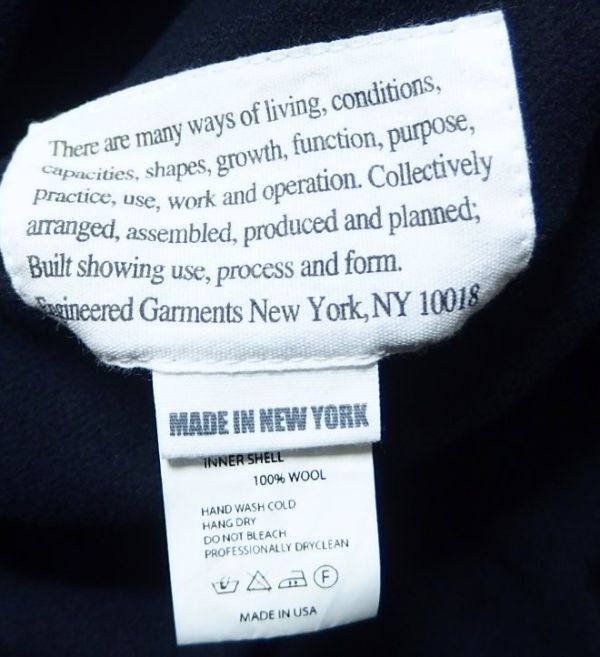 There are many ways of living, conditions,
capacities, shapes, growth, function, purpose,
practice, use, work and operation. Collectively
arranged, assembled, produced and planned;
Built showing use, process and form.
Engineered Garments New York, NY 10018
MADE IN NEW YORK
INNER SHELL
100% WOOL
HAND WASH COLD
HANG DRY
DO NOT BLEACH
PROFESSIONALLY DRYCLEAN
F
MADE IN USA